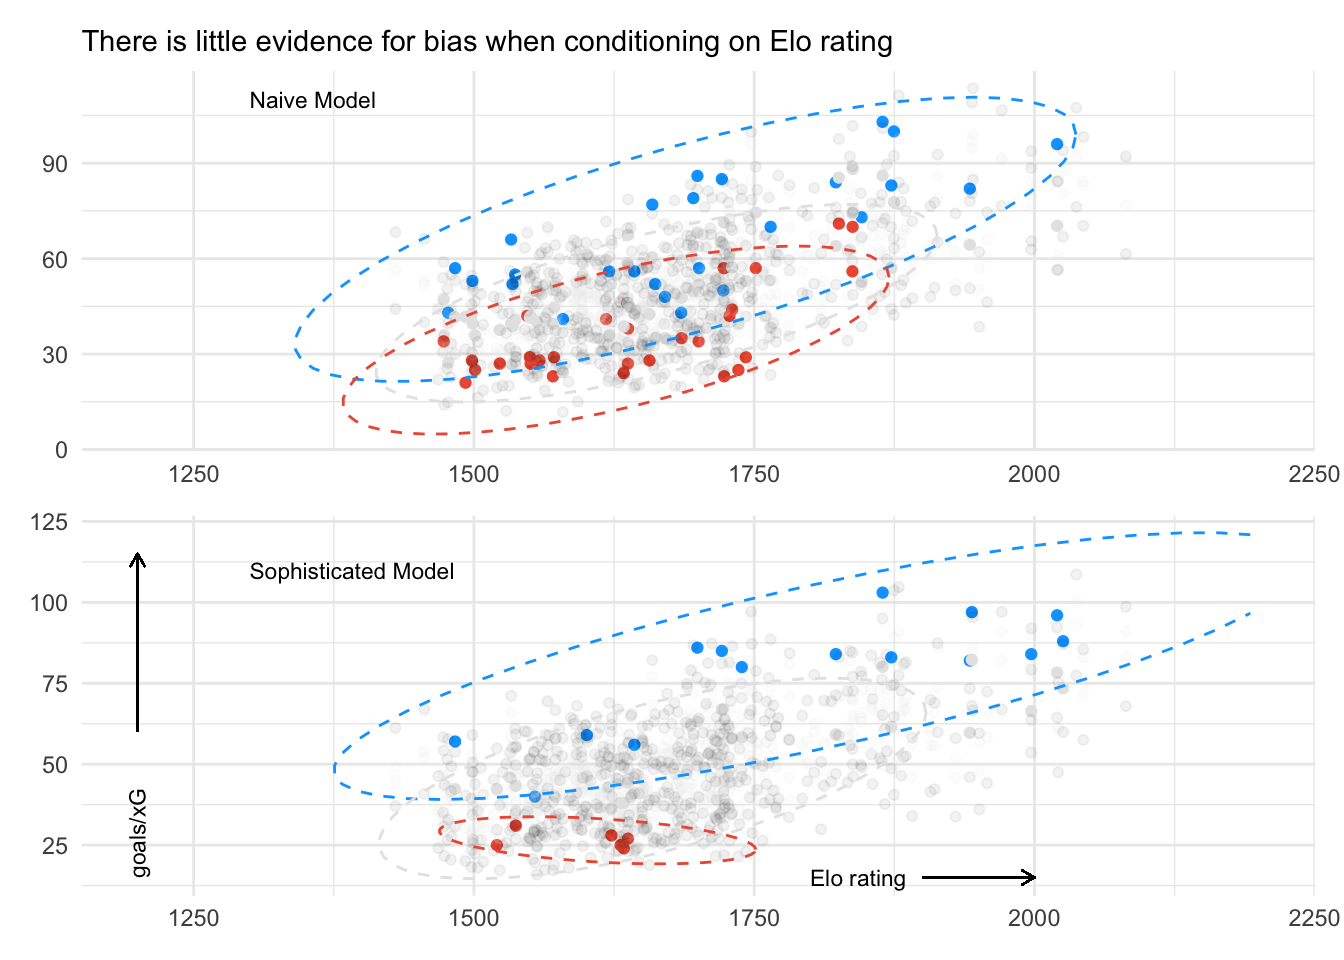 There is little evidence for bias when conditioning on Elo rating
Naive Model
90
60
30
0
1250 1500 1750 2000 2250
125
Sophisticated Model
100
75
50
25
goals/xG
Elo rating
1250 1500 1750 2000 2250